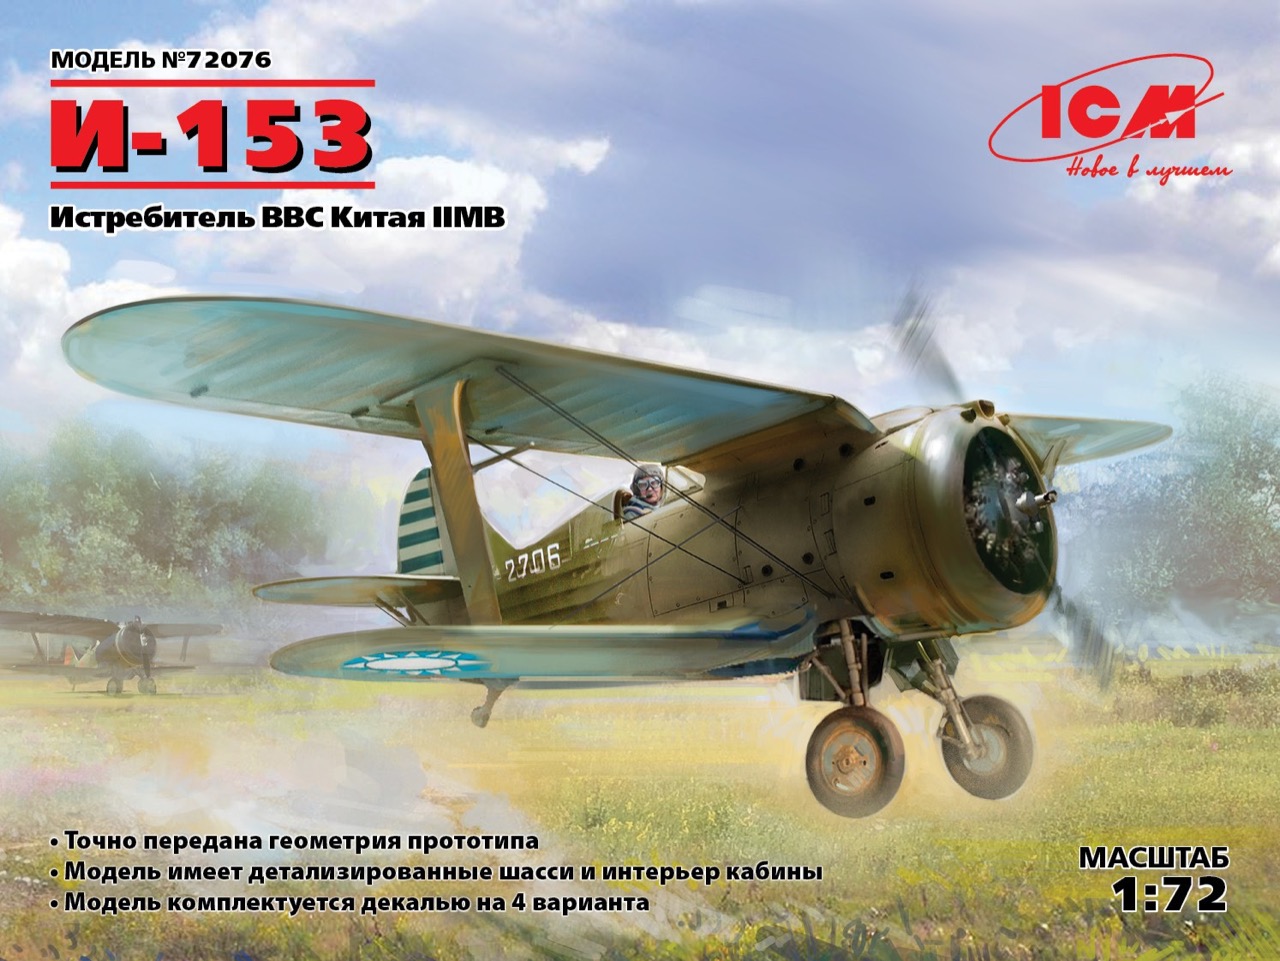 МОДЕЛЬ №72076
И-153
Истребитель ВВС Китая IIМВ
ICM
Новое в лучшем
2706
• Точно передана геометрия прототипа
• Модель имеет детализированные шасси и интерьер кабины
• Модель комплектуется декалью на 4 варианта
МАСШТАБ
1:72